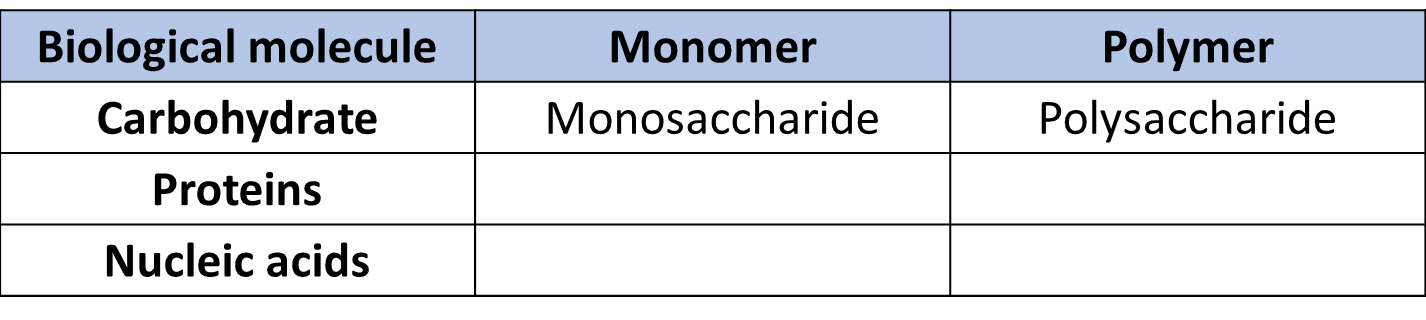 Biological molecule Monomer Polymer
Carbohydrate Monosaccharide Polysaccharide
Proteins
Nucleic acids